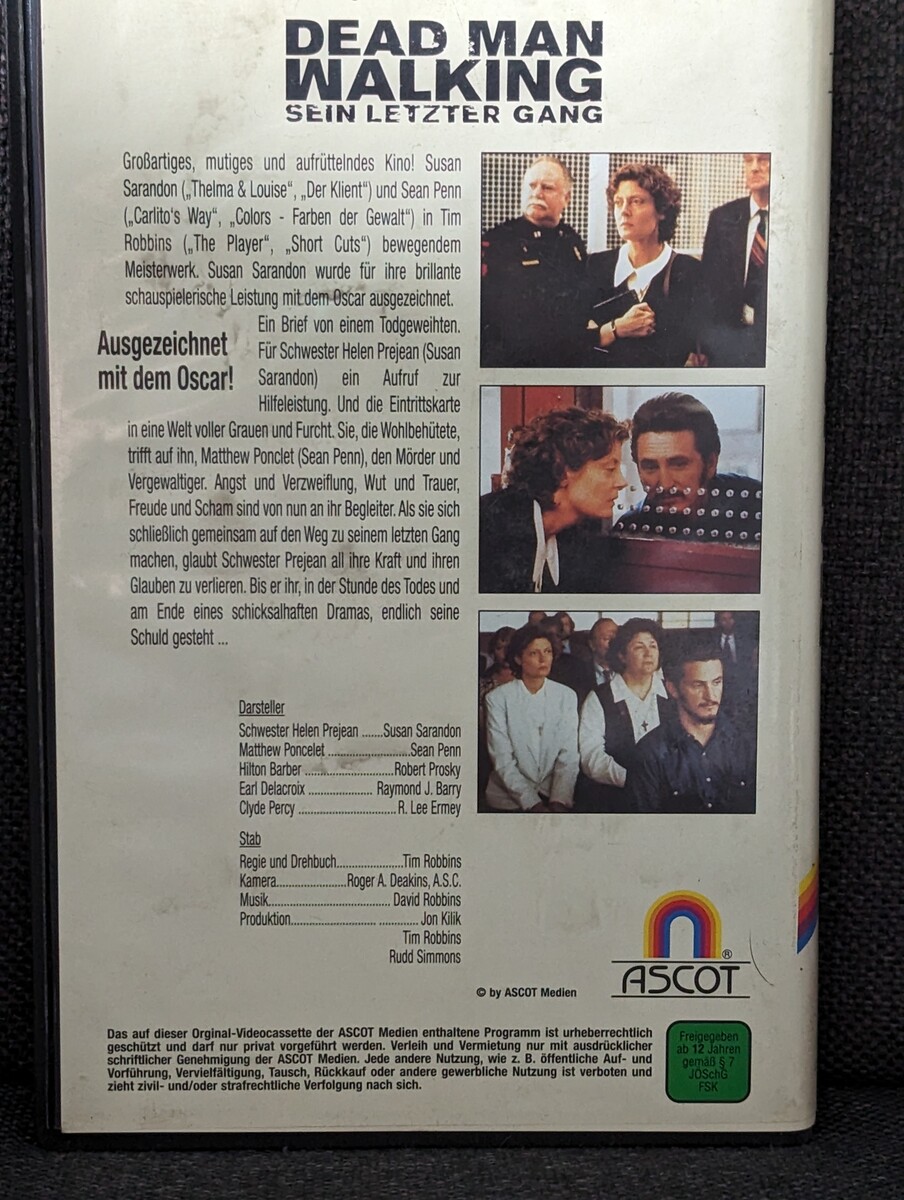 DEAD MAN
WALKING
SEIN LETZTER GANG
Großartiges, mutiges und aufrüttelndes Kino! Susan
Sarandon („Thelma & Louise“, „Der Klient“) und Sean Penn
(„Carlito's Way“, „Colors - Farben der Gewalt“) in Tim
Robbins („The Player“, „Short Cuts“) bewegendem
Meisterwerk. Susan Sarandon wurde für ihre brillante
schauspielerische Leistung mit dem Oscar ausgezeichnet.
Ausgezeichnet
mit dem Oscar!
Ein Brief von einem Todgeweihten.
Für Schwester Helen Prejean (Susan
Sarandon) ein Aufruf zur
Hilfeleistung. Und die Eintrittskarte
in eine Welt voller Grauen und Furcht. Sie, die Wohlbehütete,
trifft auf ihn, Matthew Ponclet (Sean Penn), den Mörder und
Vergewaltiger. Angst und Verzweiflung, Wut und Trauer,
Freude und Scham sind von nun an ihr Begleiter. Als sie sich
schließlich gemeinsam auf den Weg zu seinem letzten Gang
machen, glaubt Schwester Prejean all ihre Kraft und ihren
Glauben zu verlieren. Bis er ihr, in der Stunde des Todes und
am Ende eines schicksalhaften Dramas, endlich seine
Schuld gesteht ...
Darsteller
Schwester Helen Prejean .......Susan Sarandon
Matthew Poncelet ............................Sean Penn
Hilton Barber ..............................Robert Prosky
Earl Delacroix ..................... Raymond J. Barry
Clyde Percy .................................R. Lee Ermey
Stab
Regie und Drehbuch......................Tim Robbins
Kamera.......................Roger A. Deakins, A.S.C.
Musik......................................... David Robbins
Produktion............................ .............Jon Kilik
Tim Robbins
Rudd Simmons
ASCOT ®
© by ASCOT Medien
Das auf dieser Orginal-Videocassette der ASCOT Medien enthaltene Programm ist urheberrechtlich
geschützt und darf nur privat vorgeführt werden. Verleih und Vermietung nur mit ausdrücklicher
schriftlicher Genehmigung der ASCOT Medien. Jede andere Nutzung, wie z. B. öffentliche Auf- und
Vorführung, Vervielfältigung, Tausch, Rückkauf oder andere gewerbliche Nutzung ist verboten und
zieht zivil- und/oder strafrechtliche Verfolgung nach sich.
Freigegeben
ab 12 Jahren
gemäß § 7
JÖSchG
FSK